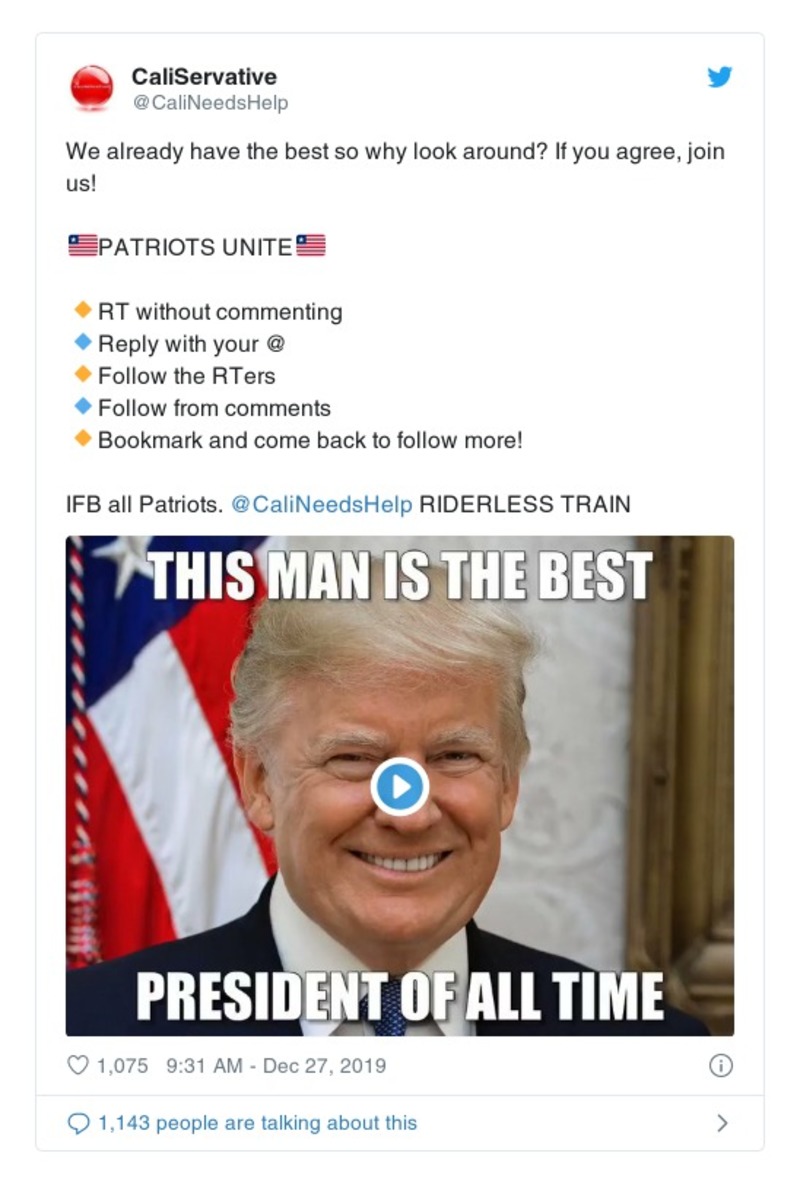 CaliServative
@CaliNeedsHelp
We already have the best so why look around? If you agree, join
us!
🇱🇷PATRIOTS UNITE🇱🇷
🔸RT without commenting
🔹Reply with your @
🔸Follow the RTers
🔹Follow from comments
🔸Bookmark and come back to follow more!
IFB all Patriots. @CaliNeedsHelp RIDERLESS TRAIN
THIS MAN IS THE BEST
PRESIDENT OF ALL TIME
1,075 9:31 AM - Dec 27, 2019
1,143 people are talking about this